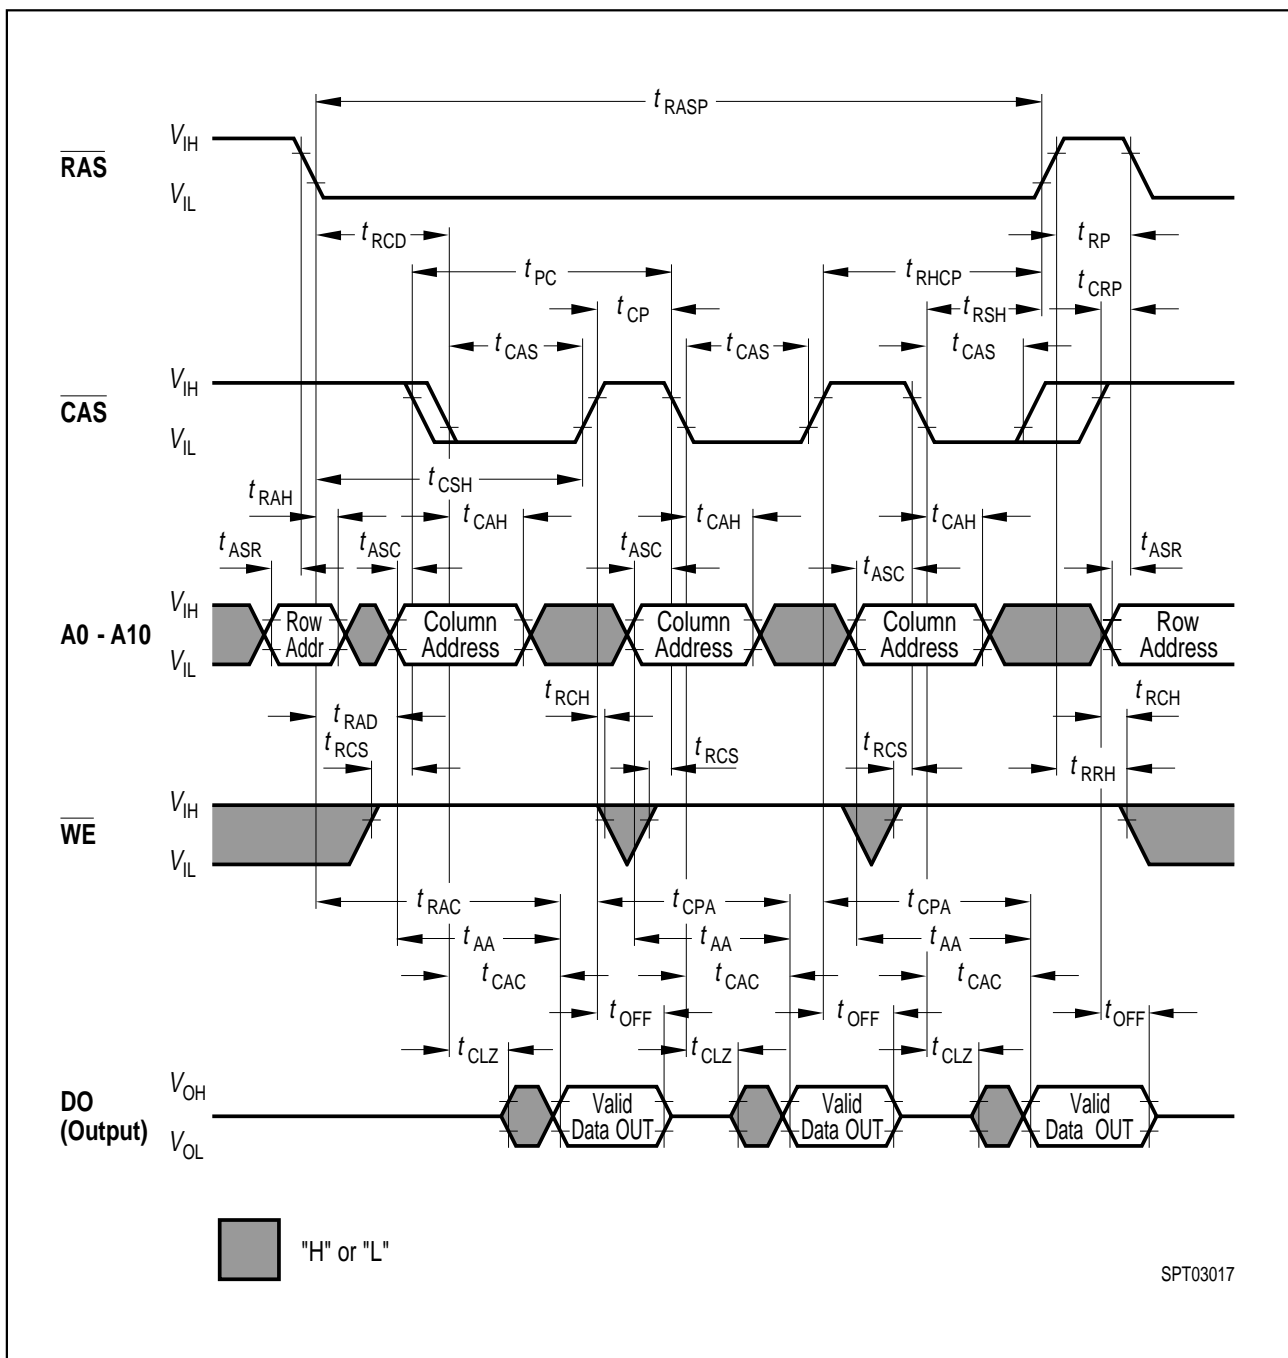 tRASP
VIH
RAS
VIL
tRCD
tRP
tPC
tRHCP
tCRP
tCP
tRSH
tCAS
tCAS
tCAS
VIH
CAS
VIL
tCSH
tRAH
tCAH
tCAH
tCAH
tASR
tASC
tASC
tASC
tASR
VIH
A0 - A10
VIL
Row
Addr
Column
Address
Column
Address
Column
Address
Row
Address
tRCH
tRCH
tRAD
tRCS
tRCS
tRCS
tRRH
VIH
WE
VIL
tRAC
tCPA
tCPA
tAA
tAA
tAA
tCAC
tCAC
tCAC
tOFF
tOFF
tOFF
tCLZ
tCLZ
tCLZ
VOH
DO
(Output)
VOL
Valid
Data OUT
Valid
Data OUT
Valid
Data OUT
"H" or "L"
SPT03017